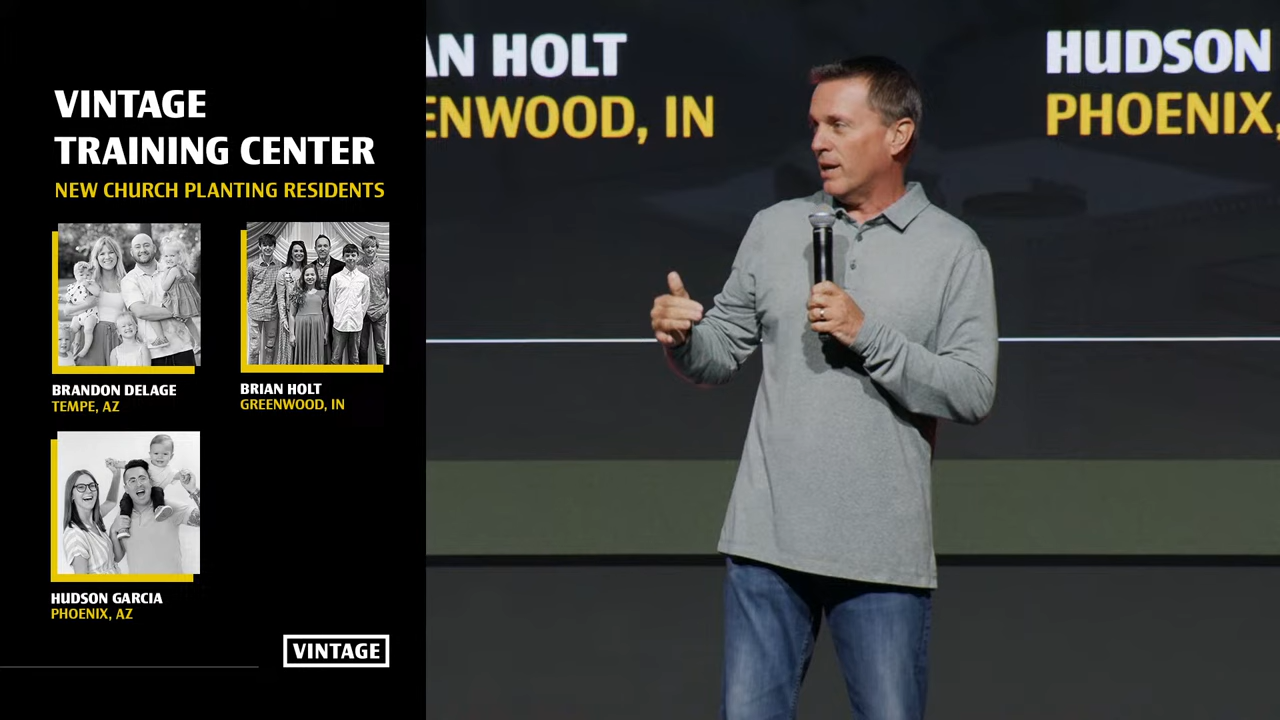 VINTAGE
TRAINING CENTER
NEW CHURCH PLANTING RESIDENTS
BRANDON DELAGE
TEMPE, AZ
BRIAN HOLT
GREENWOOD, IN
HUDSON GARCIA
PHOENIX, AZ
VINTAGE
AN HOLT
ENWOOD, IN
HUDSON
PHOENIX,